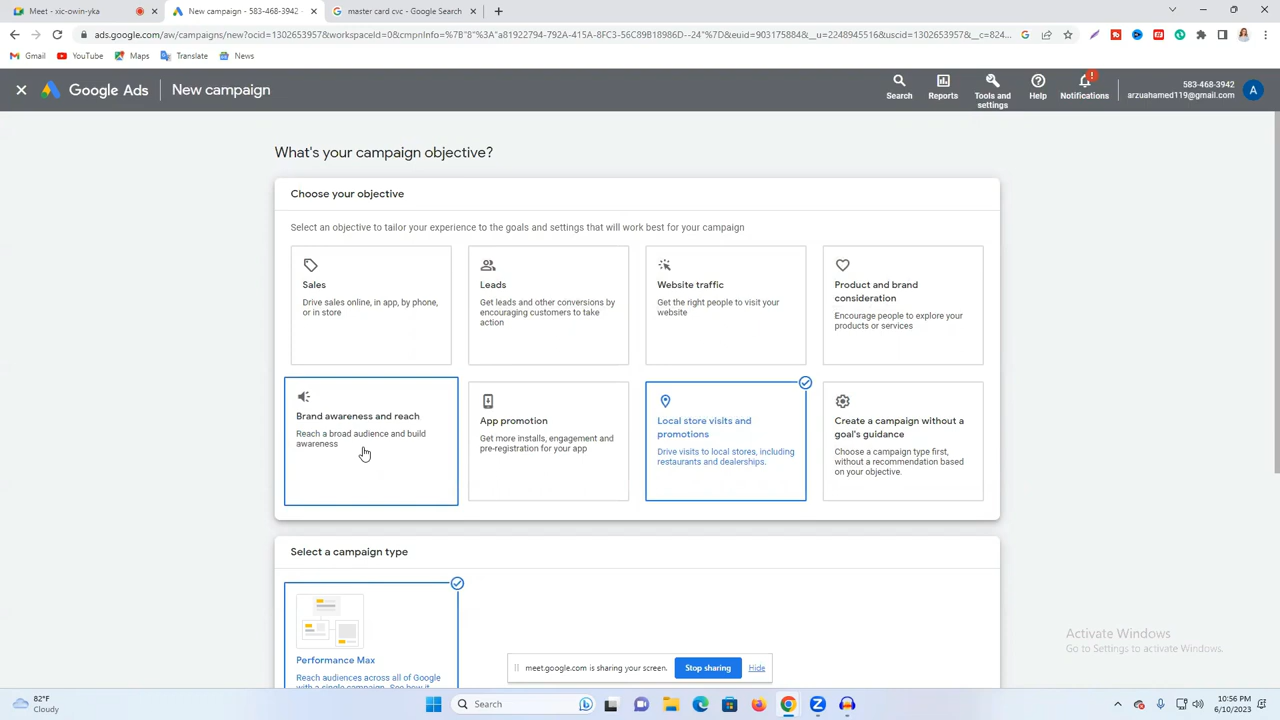 Meet - xic-owin-yka
New campaign - 583-468-3942
master card cvc - Google Search
ads.google.com/aw/campaigns/new?ocid=1302653957&workspaceId=0&cmpnInfo=%7B"8"%3A"a81922794-792A-415A-8FC3-56C89B18986D--24"%7D&euid=903175884&__u=2248945516&uscid=1302653957&__c=824...
Gmail
YouTube
Maps
Translate
News
Google Ads
New campaign
Search
Reports
Tools and settings
Help
Notifications
583-468-3942
arzuahamed119@gmail.com
A
What's your campaign objective?
Choose your objective
Select an objective to tailor your experience to the goals and settings that will work best for your campaign
Sales
Drive sales online, in app, by phone,
or in store
Leads
Get leads and other conversions by
encouraging customers to take
action
Website traffic
Get the right people to visit your
website
Product and brand
consideration
Encourage people to explore your
products or services
Brand awareness and reach
Reach a broad audience and build
awareness
App promotion
Get more installs, engagement and
pre-registration for your app
Local store visits and
promotions
Drive visits to local stores, including
restaurants and dealerships.
Create a campaign without a
goal's guidance
Choose a campaign type first,
without a recommendation based
on your objective.
Select a campaign type
Performance Max
Reach audiences across all of Google
with a single campaign. See how it
meet.google.com is sharing your screen.
Stop sharing
Hide
Activate Windows
Go to Settings to activate Windows.
82°F
Cloudy
Search
10:56 PM
6/10/2023